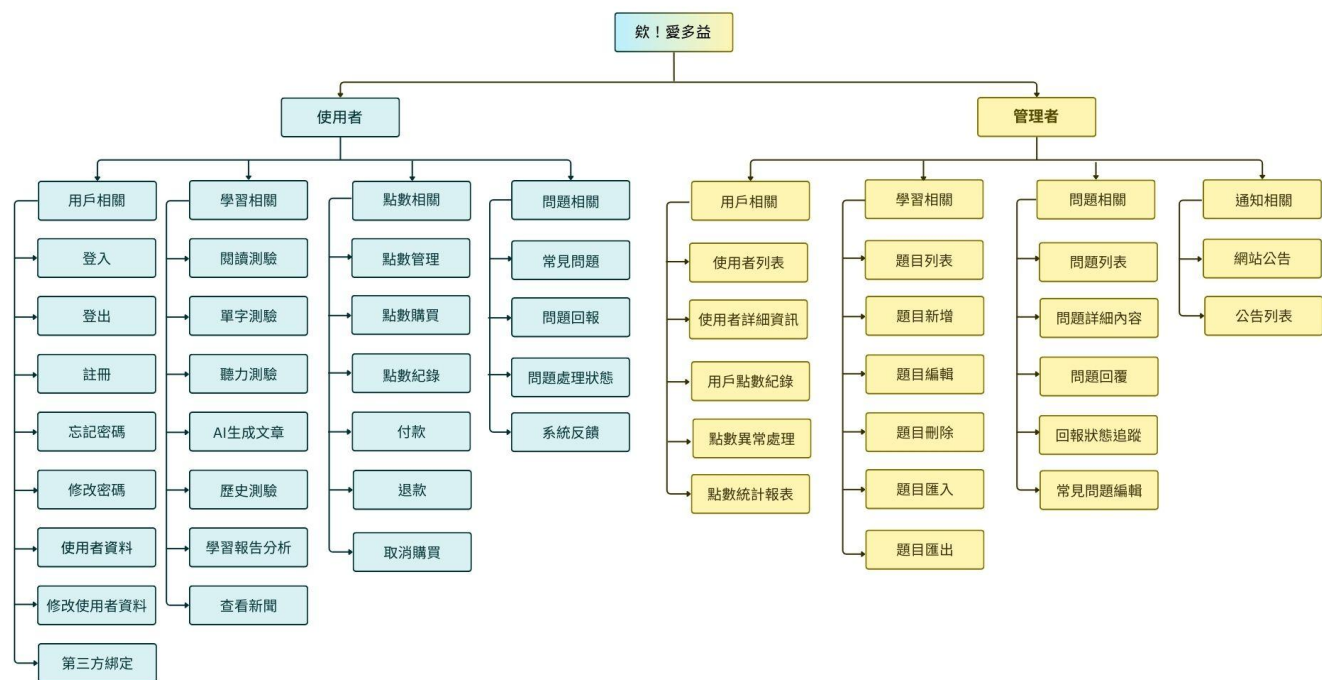 欸！愛多益
使用者
用戶相關
登入
登出
註冊
忘記密碼
修改密碼
使用者資料
修改使用者資料
第三方綁定
學習相關
閱讀測驗
單字測驗
聽力測驗
AI生成文章
歷史測驗
學習報告分析
查看新聞
點數相關
點數管理
點數購買
點數紀錄
付款
退款
取消購買
問題相關
常見問題
問題回報
問題處理狀態
系統反饋
管理者
用戶相關
使用者列表
使用者詳細資訊
用戶點數紀錄
點數異常處理
點數統計報表
學習相關
題目列表
題目新增
題目編輯
題目刪除
題目匯入
題目匯出
問題相關
問題列表
問題詳細內容
問題回覆
回報狀態追蹤
常見問題編輯
通知相關
網站公告
公告列表